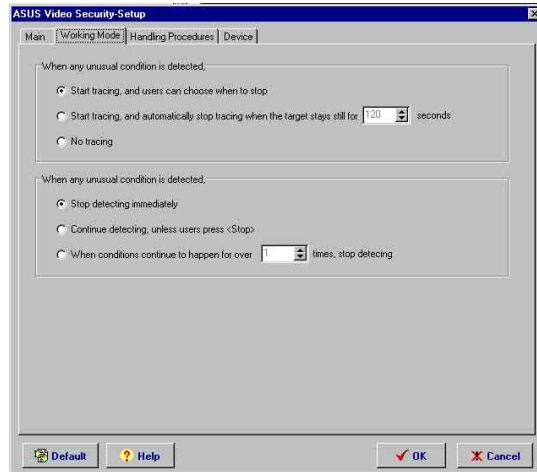 ASUS Video Security-Setup
Main Working Mode Handling Procedures Device
When any unusual condition is detected,
Start tracing, and users can choose when to stop
Start tracing, and automatically stop tracing when the target stays still for 120 seconds
No tracing
When any unusual condition is detected,
Stop detecting immediately
Continue detecting, unless users press <Stop>
When conditions continue to happen for over 1 times, stop detecing
Default ? Help OK Cancel